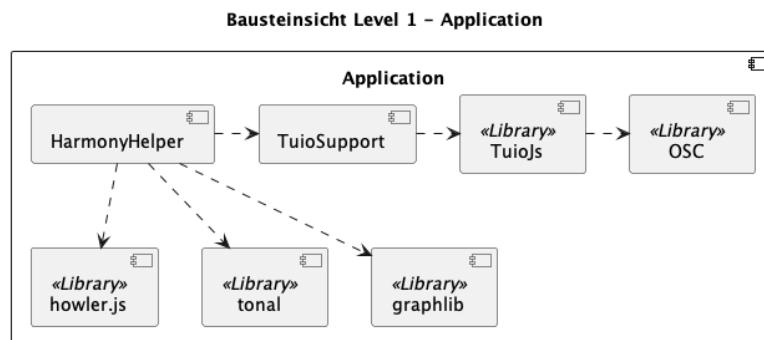 Bausteinsicht Level 1 – Application
Application
HarmonyHelper
TuioSupport
«Library»
TuioJs
«Library»
OSC
«Library»
howler.js
«Library»
tonal
«Library»
graphlib